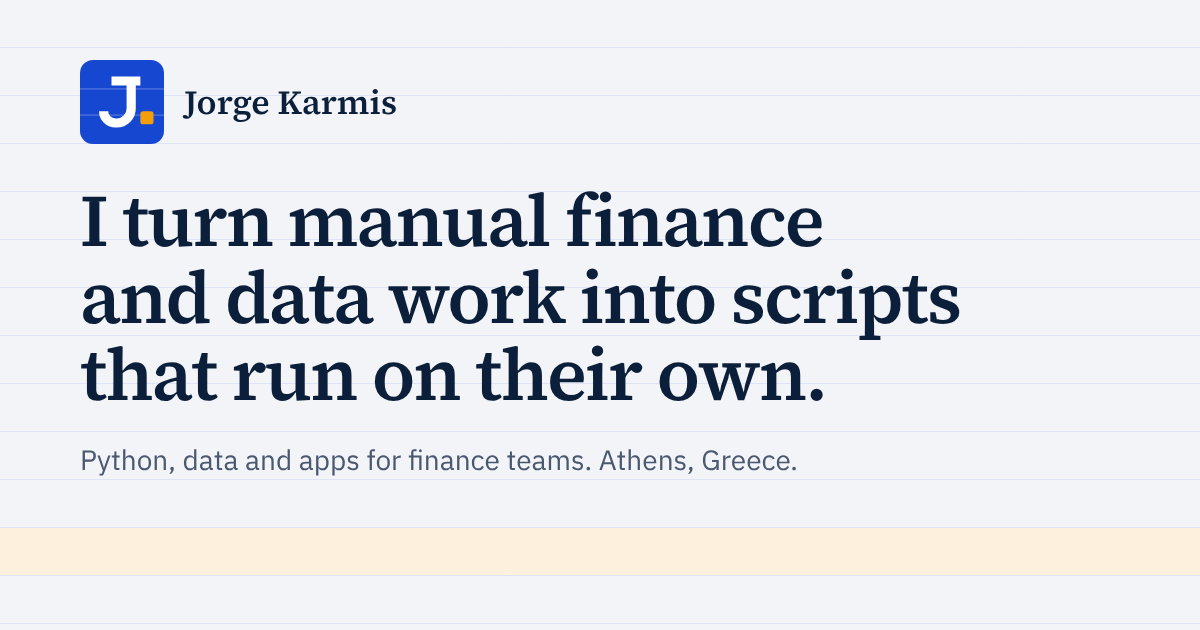 J.
Jorge Karmis
I turn manual finance
and data work into scripts
that run on their own.
Python, data and apps for finance teams. Athens, Greece.